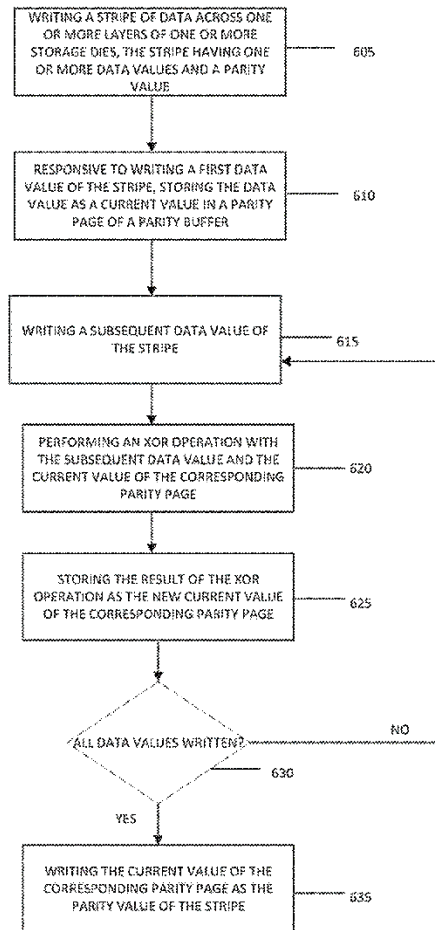 WRITING A STRIPE OF DATA ACROSS ONE
OR MORE LAYERS OF ONE OR MORE
STORAGE DIES, THE STRIPE HAVING ONE
OR MORE DATA VALUES AND A PARITY
VALUE
605
RESPONSIVE TO WRITING A FIRST DATA
VALUE OF THE STRIPE, STORING THE DATA
VALUE AS A CURRENT VALUE IN A PARITY
PAGE OF A PARITY BUFFER
610
WRITING A SUBSEQUENT DATA VALUE OF
THE STRIPE
615
PERFORMING AN XOR OPERATION WITH
THE SUBSEQUENT DATA VALUE AND THE
CURRENT VALUE OF THE CORRESPONDING
PARITY PAGE
620
STORING THE RESULT OF THE XOR
OPERATION AS THE NEW CURRENT VALUE
OF THE CORRESPONDING PARITY PAGE
625
ALL DATA VALUES WRITTEN?
NO
630
YES
WRITING THE CURRENT VALUE OF THE
CORRESPONDING PARITY PAGE AS THE
PARITY VALUE OF THE STRIPE
635